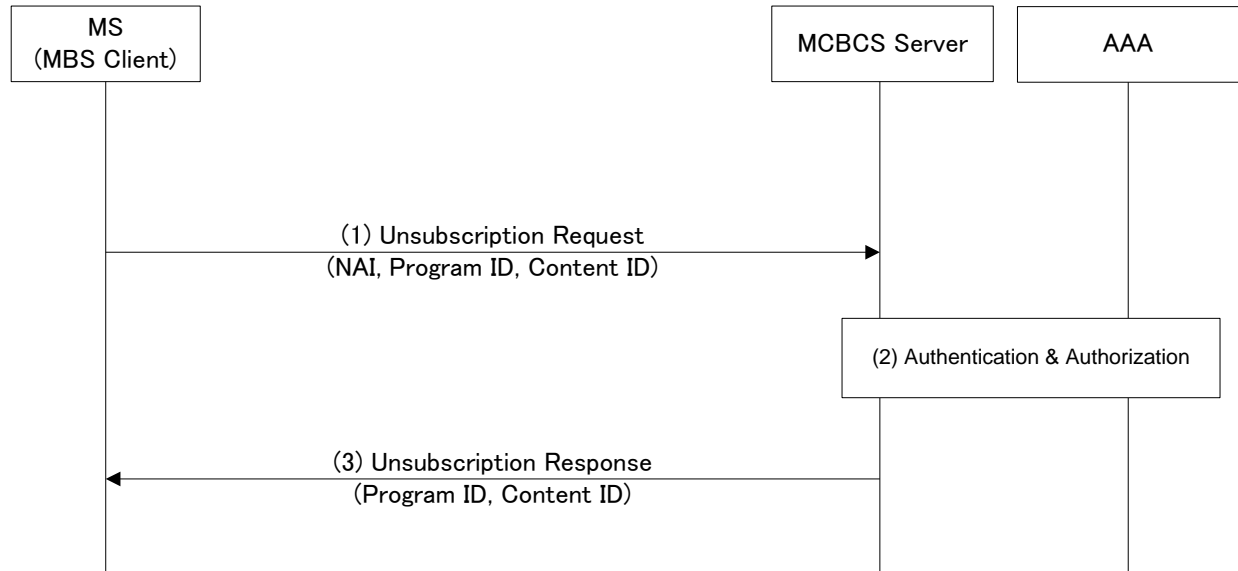 MS
(MBS Client)
MCBCS Server
AAA
(1) Unsubscription Request
(NAI, Program ID, Content ID)
(2) Authentication & Authorization
(3) Unsubscription Response
(Program ID, Content ID)